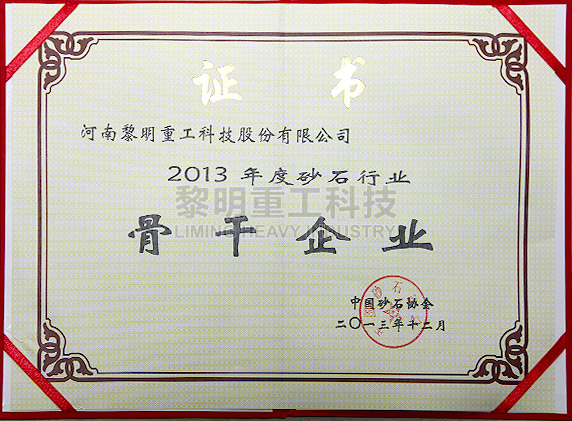 证 书
河南黎明重工科技股份有限公司
2013 年度砂石行业
黎明重工科技
LIMING HEAVY INDUSTRY
骨干企业
中国砂石协会
二〇一三年十二月